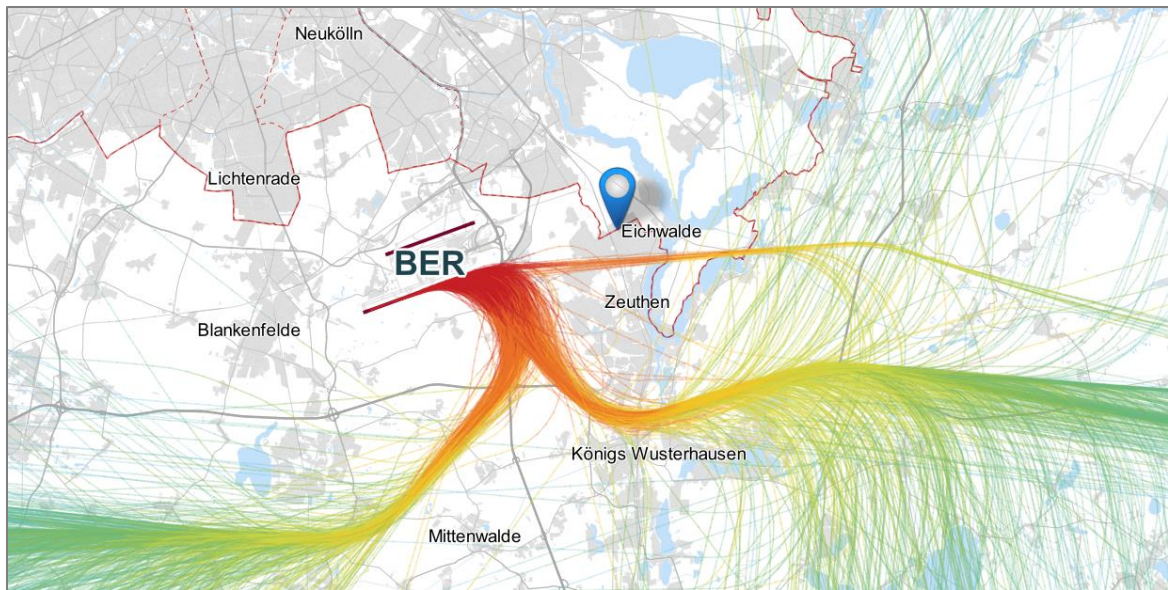 Neukölln
Lichtenrade
Eichwalde
BER
Zeuthen
Blankenfelde
Königs Wusterhausen
Mittenwalde